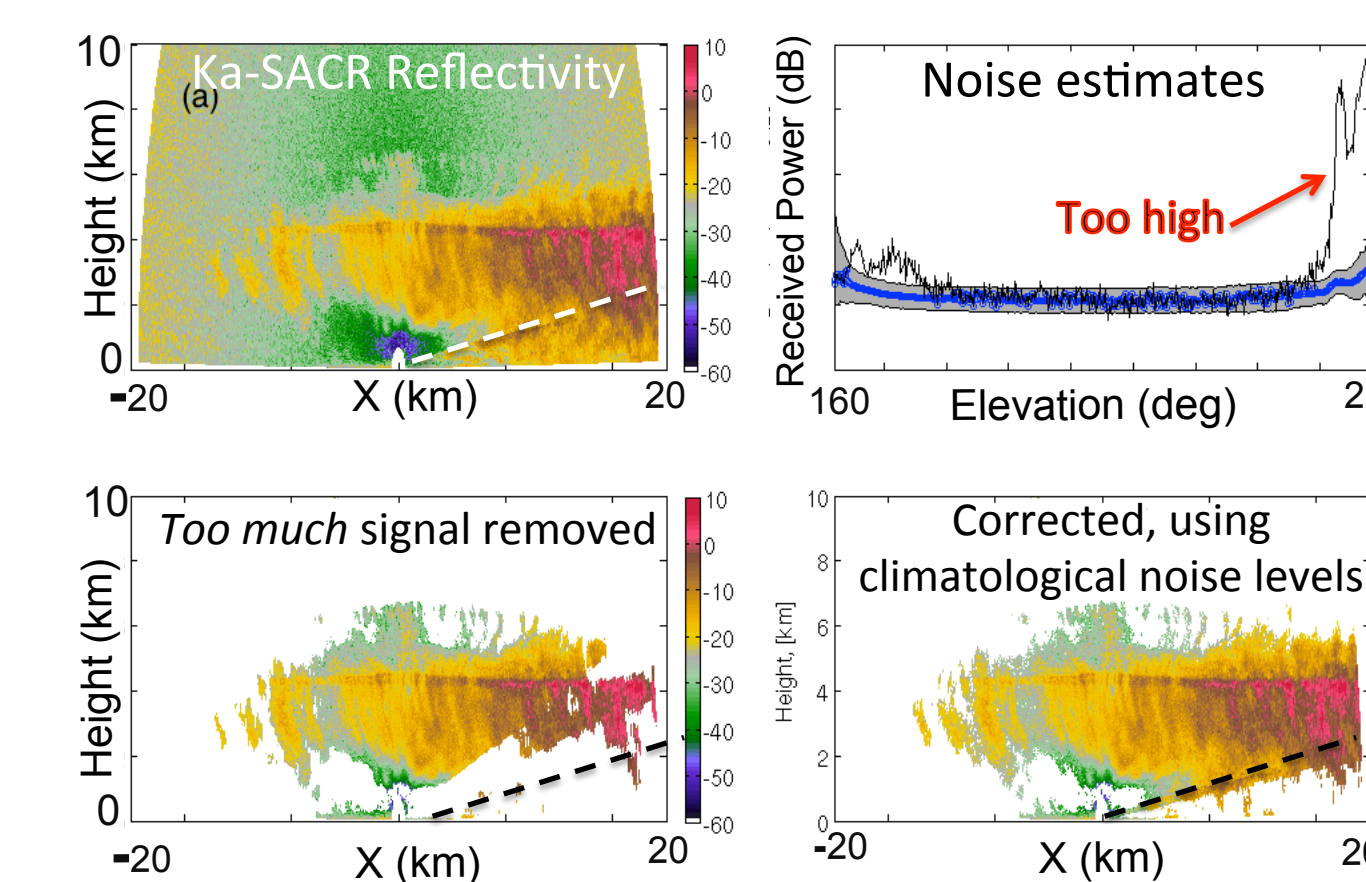 10
Height (km)
0
Ka-SACR Reflectivity
(a)
-20
X (km)
20
10
0
-10
-20
-30
-40
-50
-60
Received Power (dB)
Noise estimates
Too high
160
Elevation (deg)
10
Height (km)
0
Too much signal removed
-20
X (km)
20
10
0
-10
-20
-30
-40
-50
-60
Height, [km]
10
8
6
4
2
0
Corrected, using
climatological noise levels
-20
X (km)